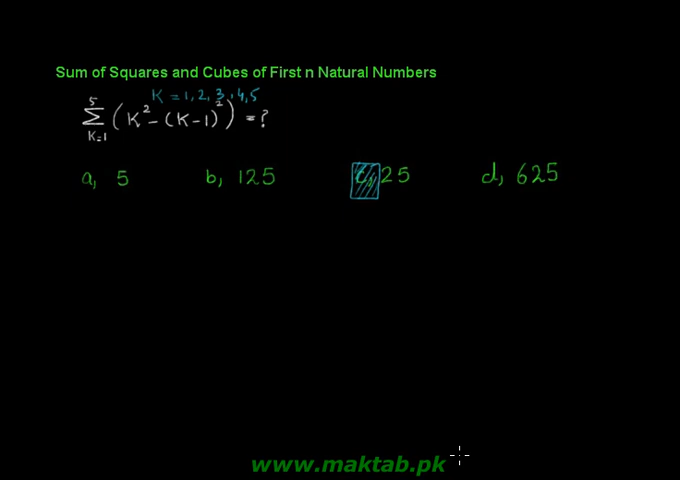 Sum of Squares and Cubes of First n Natural Numbers
K = 1, 2, 3, 4, 5
5
∑ (K² - (K-1)²) = ?
K=1
a, 5 b, 125 c, 25 d, 625
www.maktab.pk